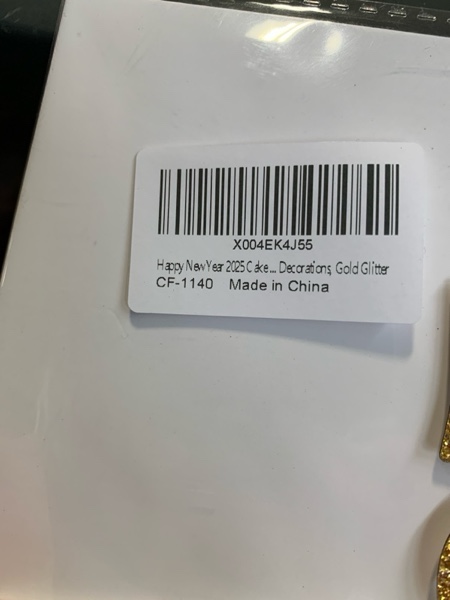 X004EK4J55
Happy New Year 2025 Cake ... Decorations, Gold Glitter
CF-1140 Made in China